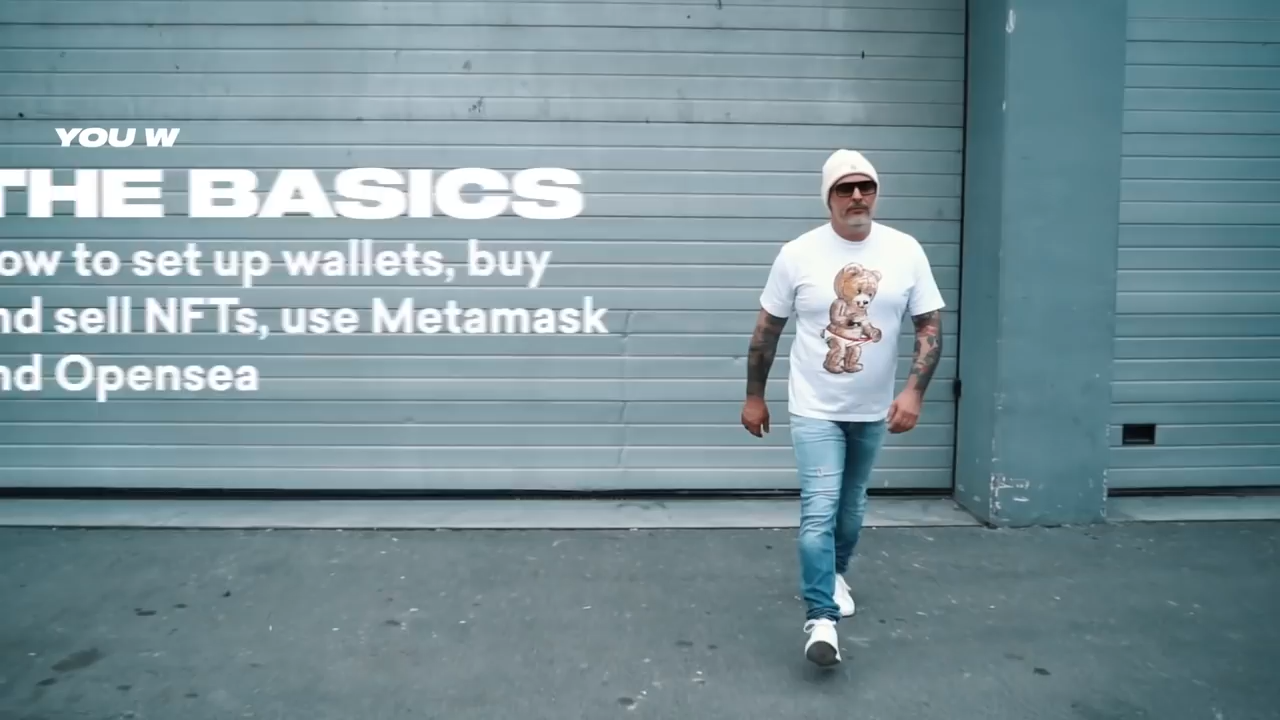 YOU W
THE BASICS
ow to set up wallets, buy
nd sell NFTs, use Metamask
nd Opensea